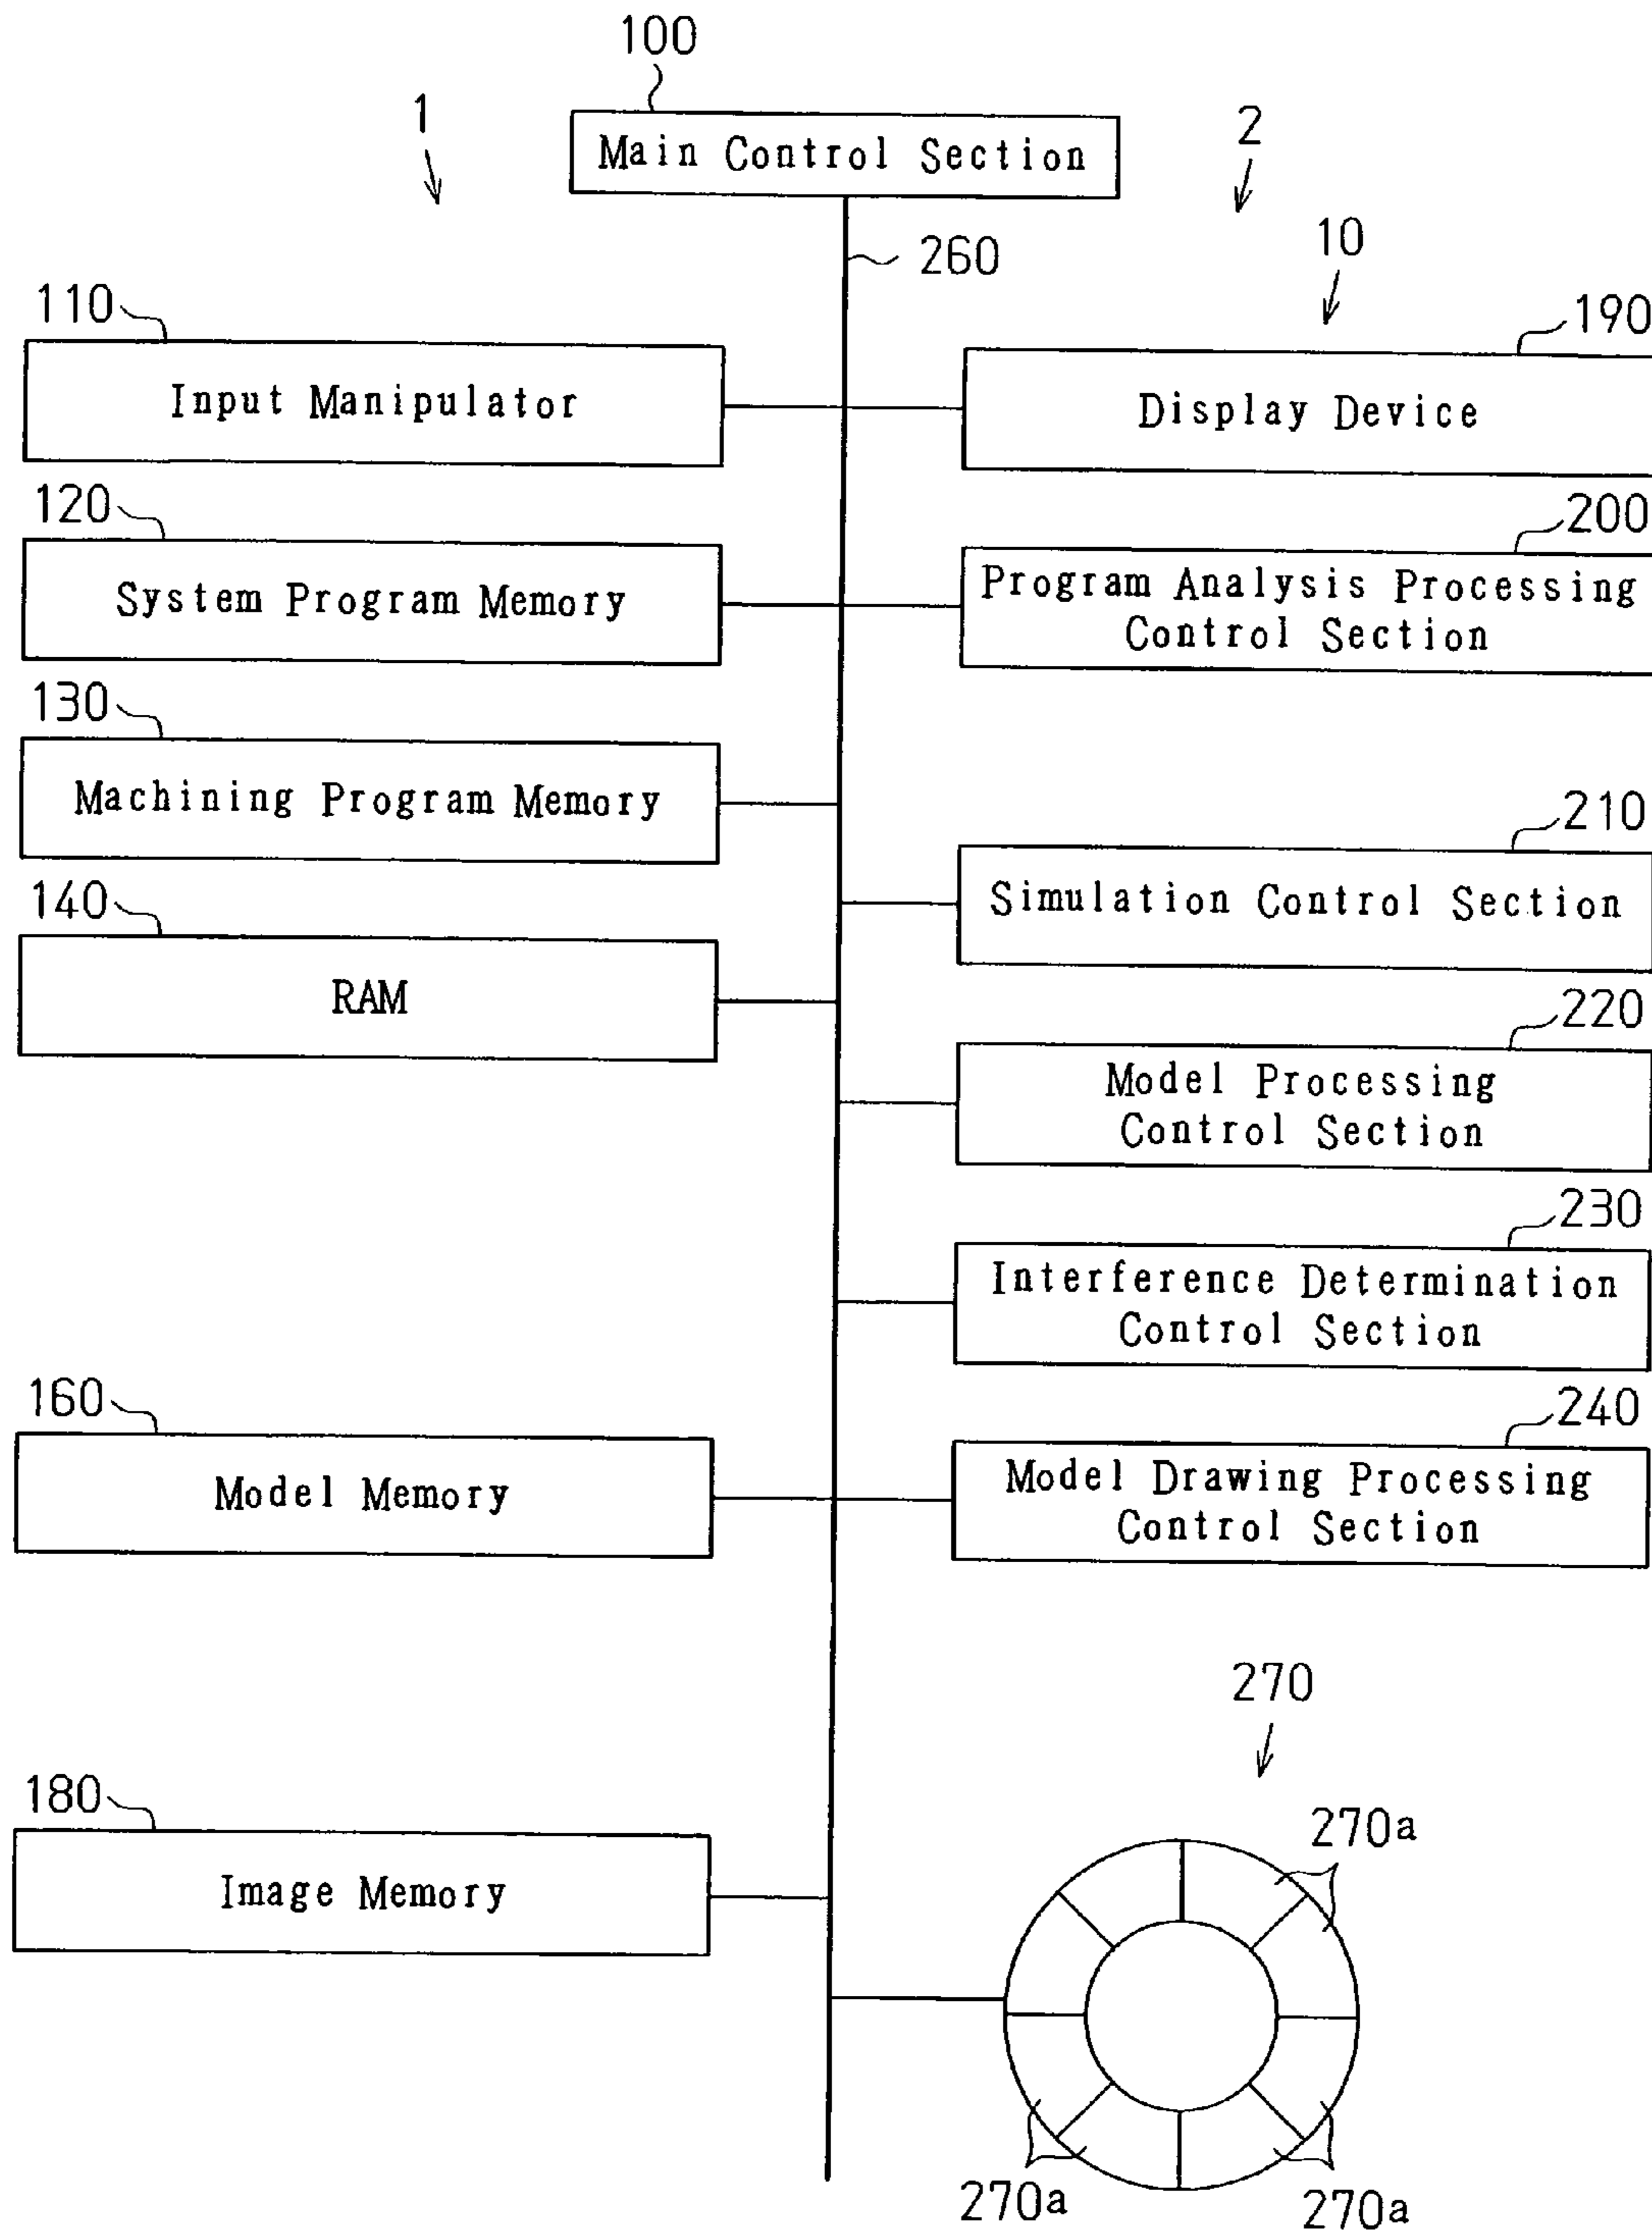 100
1
Main Control Section
2
260
10
110
190
Input Manipulator
Display Device
120
200
System Program Memory
Program Analysis Processing
Control Section
130
Machining Program Memory
210
Simulation Control Section
140
RAM
220
Model Processing
Control Section
230
Interference Determination
Control Section
160
240
Model Memory
Model Drawing Processing
Control Section
270
180
270a
Image Memory
270a
270a